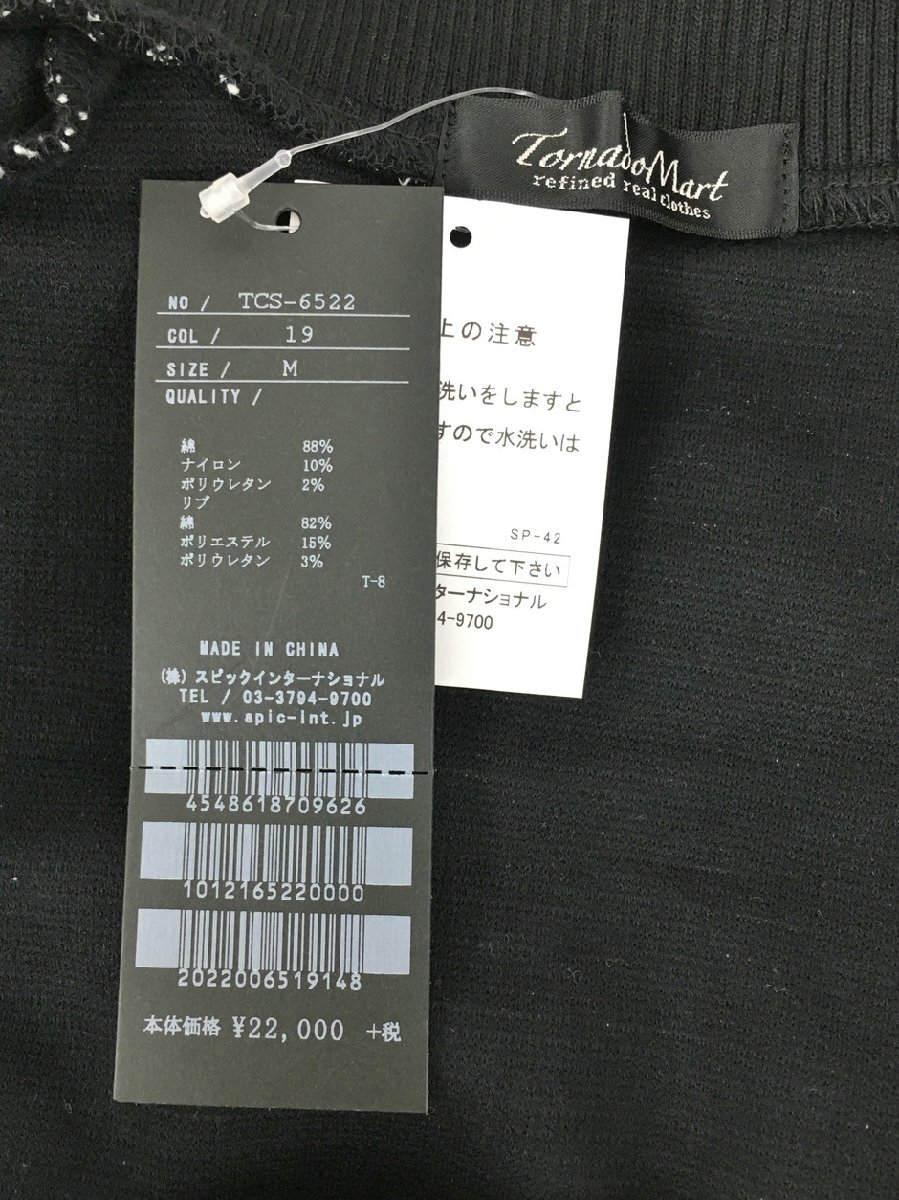 TornadoMart
refined real clothes
NO / TCS-6522
COL / 19
SIZE / M
QUALITY /
綿 88%
ナイロン 10%
ポリウレタン 2%
リブ
綿 82%
ポリエステル 15%
ポリウレタン 3%
T-8
MADE IN CHINA
(株)スピックインターナショナル
TEL / 03-3794-9700
www.spic-int.jp
4548618709626
1012165220000
2022006519148
本体価格 ¥22,000 +税
上の注意
洗いをしますと
すので水洗いは
SP-42
保存して下さい
ターナショナル
4-9700